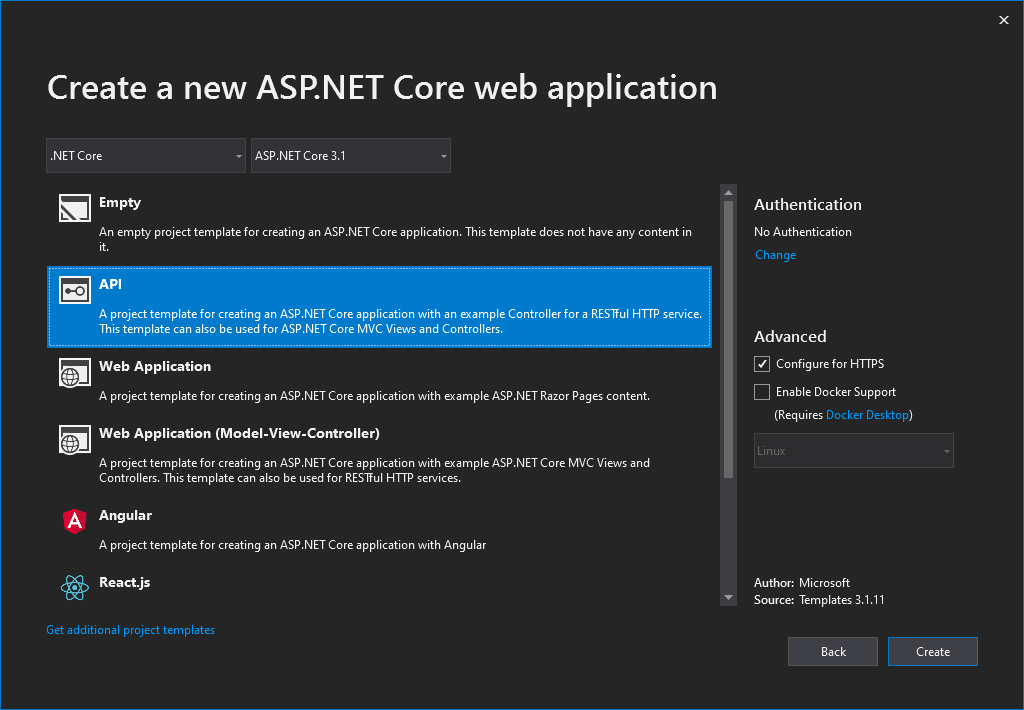 Create a new ASP.NET Core web application
.NET Core
ASP.NET Core 3.1
Empty
An empty project template for creating an ASP.NET Core application. This template does not have any content in
it.
API
A project template for creating an ASP.NET Core application with an example Controller for a RESTful HTTP service.
This template can also be used for ASP.NET Core MVC Views and Controllers.
Web Application
A project template for creating an ASP.NET Core application with example ASP.NET Razor Pages content.
Web Application (Model-View-Controller)
A project template for creating an ASP.NET Core application with example ASP.NET Core MVC Views and
Controllers. This template can also be used for RESTful HTTP services.
Angular
A project template for creating an ASP.NET Core application with Angular
React.js
Get additional project templates
Authentication
No Authentication
Change
Advanced
Configure for HTTPS
Enable Docker Support
(Requires Docker Desktop)
Linux
Author: Microsoft
Source: Templates 3.1.11
Back
Create